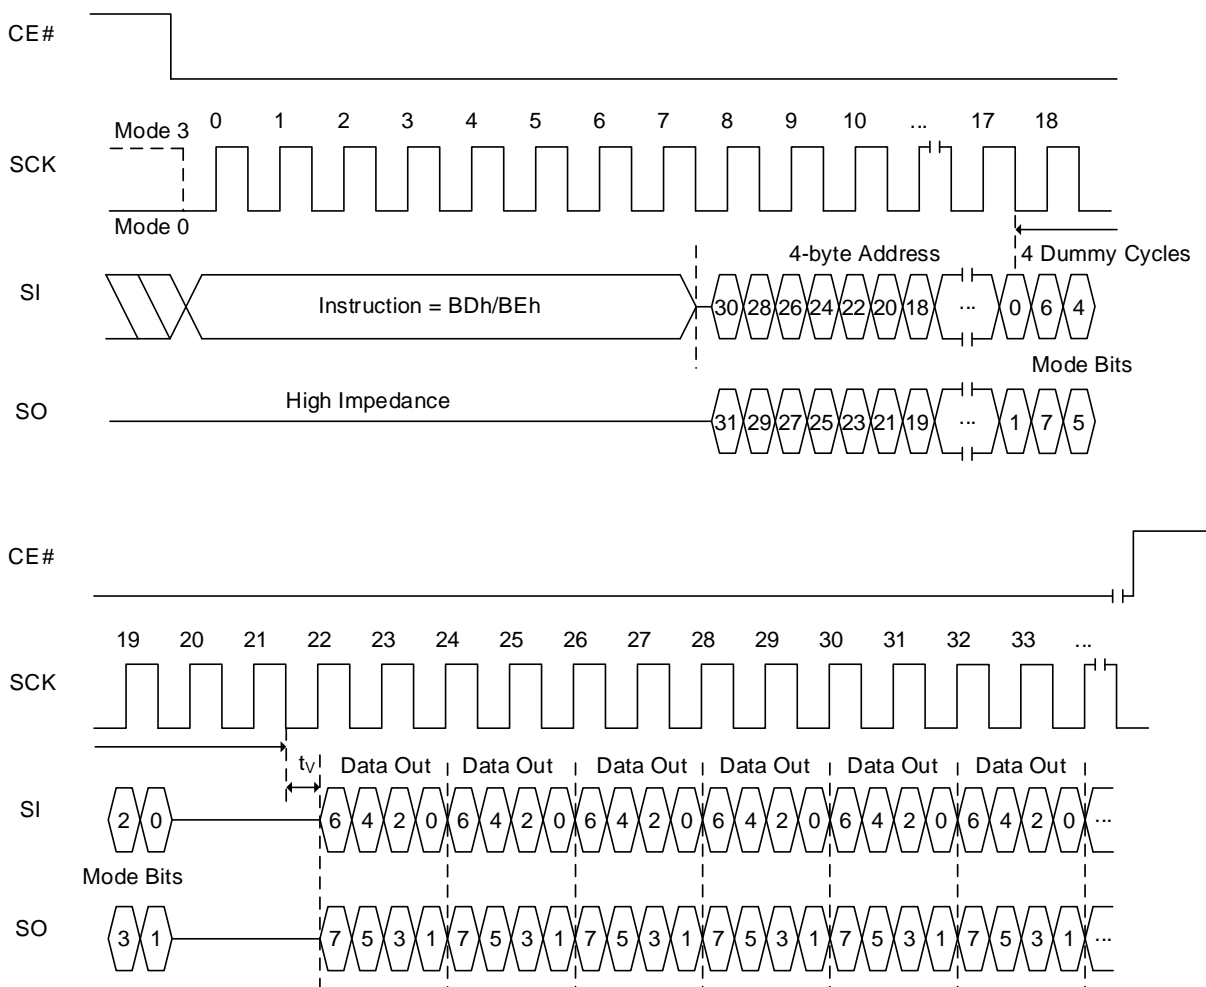 CE#
0 1 2 3 4 5 6 7 8 9 10 ... 17 18
Mode 3
SCK
Mode 0
4-byte Address 4 Dummy Cycles
SI
Instruction = BDh/BEh 30 28 26 24 22 20 18 ... 0 6 4
Mode Bits
High Impedance
SO
31 29 27 25 23 21 19 ... 1 7 5
CE#
19 20 21 22 23 24 25 26 27 28 29 30 31 32 33 ...
SCK
tV Data Out Data Out Data Out Data Out Data Out Data Out
SI
2 0 6 4 2 0 6 4 2 0 6 4 2 0 6 4 2 0 6 4 2 0 6 4 2 0 ...
Mode Bits
SO
3 1 7 5 3 1 7 5 3 1 7 5 3 1 7 5 3 1 7 5 3 1 7 5 3 1 ...